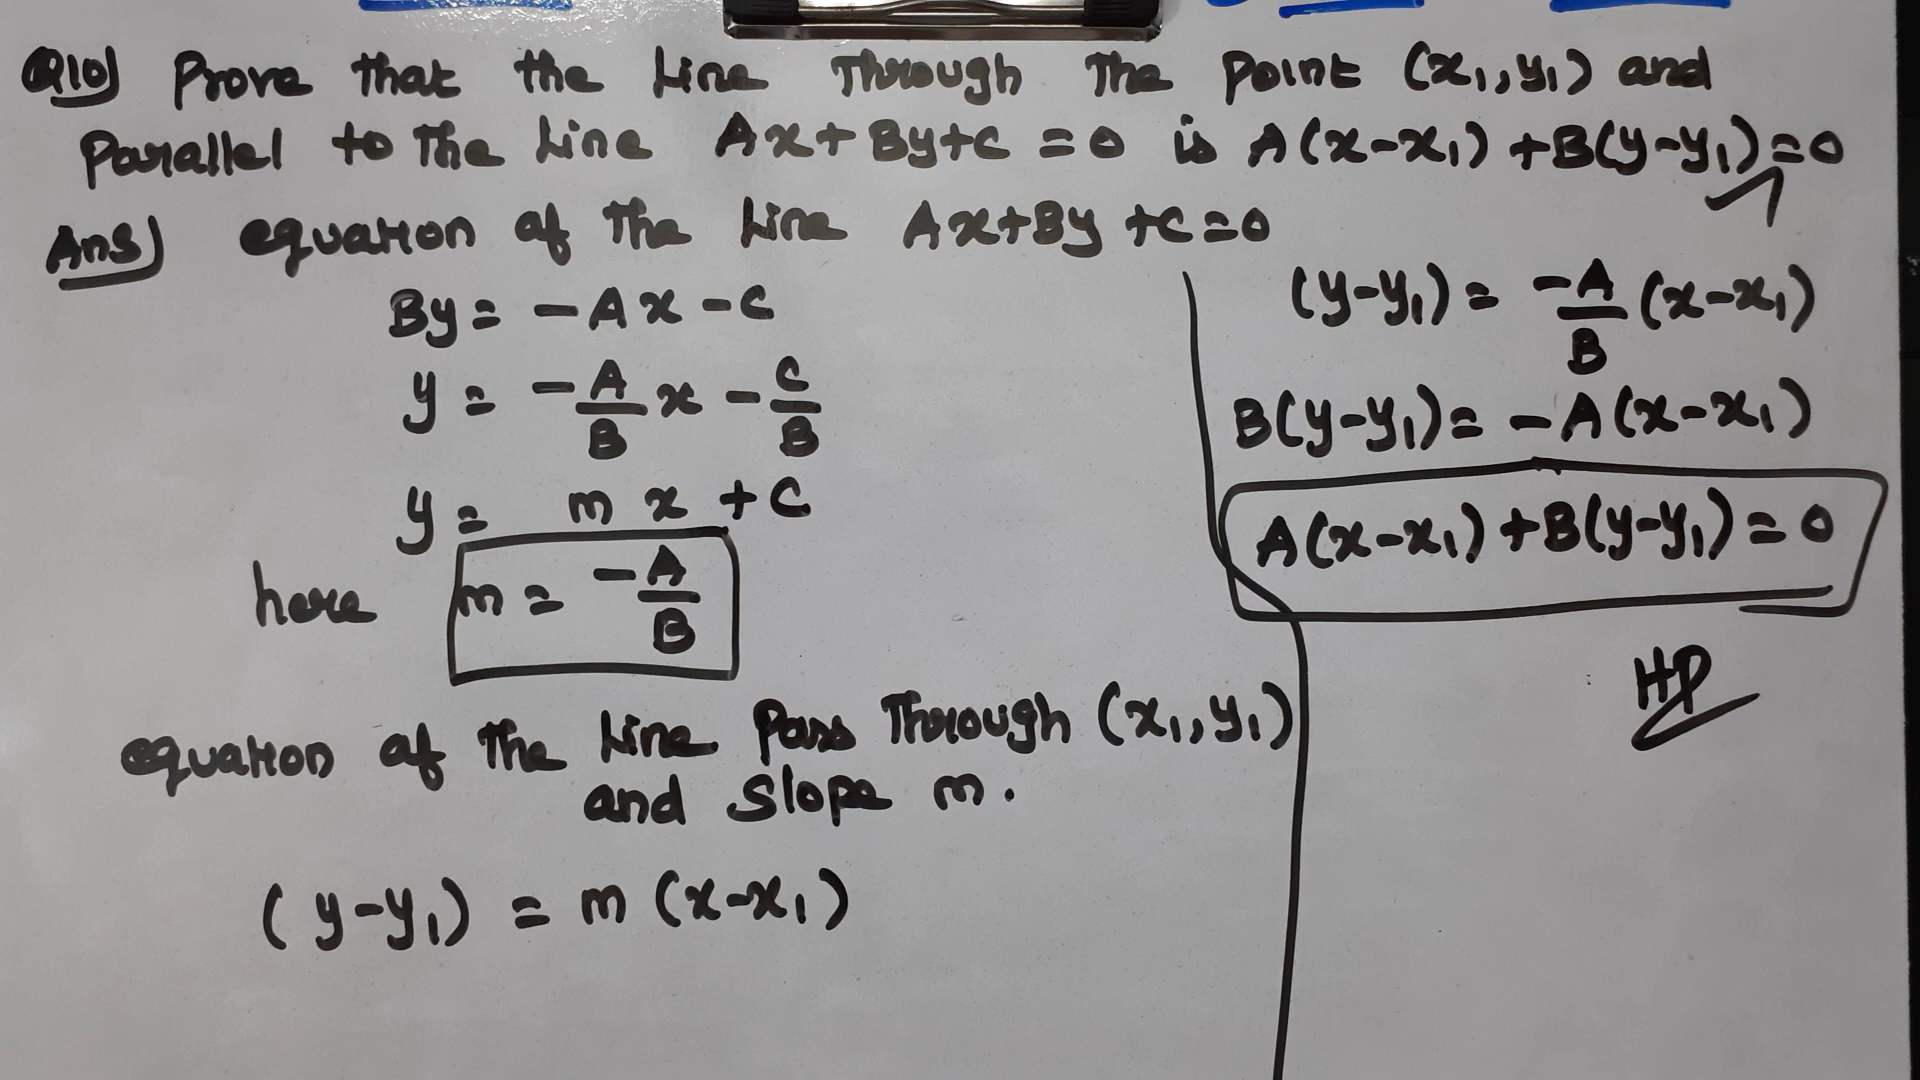 Q10) Prove that the Line Through The Point (x₁,y₁) and
Parallel to The Line Ax+By+C=0 is A(x-x₁)+B(y-y₁)=0
Ans) equation of The Line Ax+By+C=0
By = -Ax-C
y = -A/B x - C/B
y = m x + C
here m = -A/B
equation of The Line Pass Through (x₁,y₁)
and Slope m.
(y-y₁) = m (x-x₁)
(y-y₁) = -A/B (x-x₁)
B(y-y₁) = -A(x-x₁)
A(x-x₁)+B(y-y₁)=0
HP